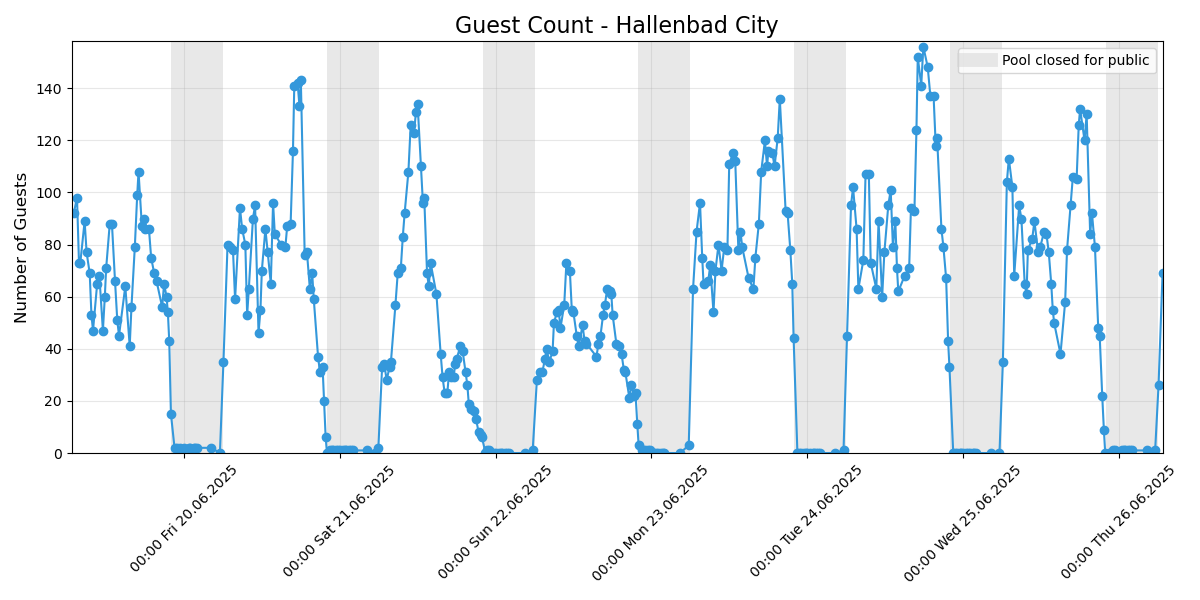 Guest Count - Hallenbad City
Number of Guests
140
120
100
80
60
40
20
0
Pool closed for public
00:00 Fri 20.06.2025
00:00 Sat 21.06.2025
00:00 Sun 22.06.2025
00:00 Mon 23.06.2025
00:00 Tue 24.06.2025
00:00 Wed 25.06.2025
00:00 Thu 26.06.2025